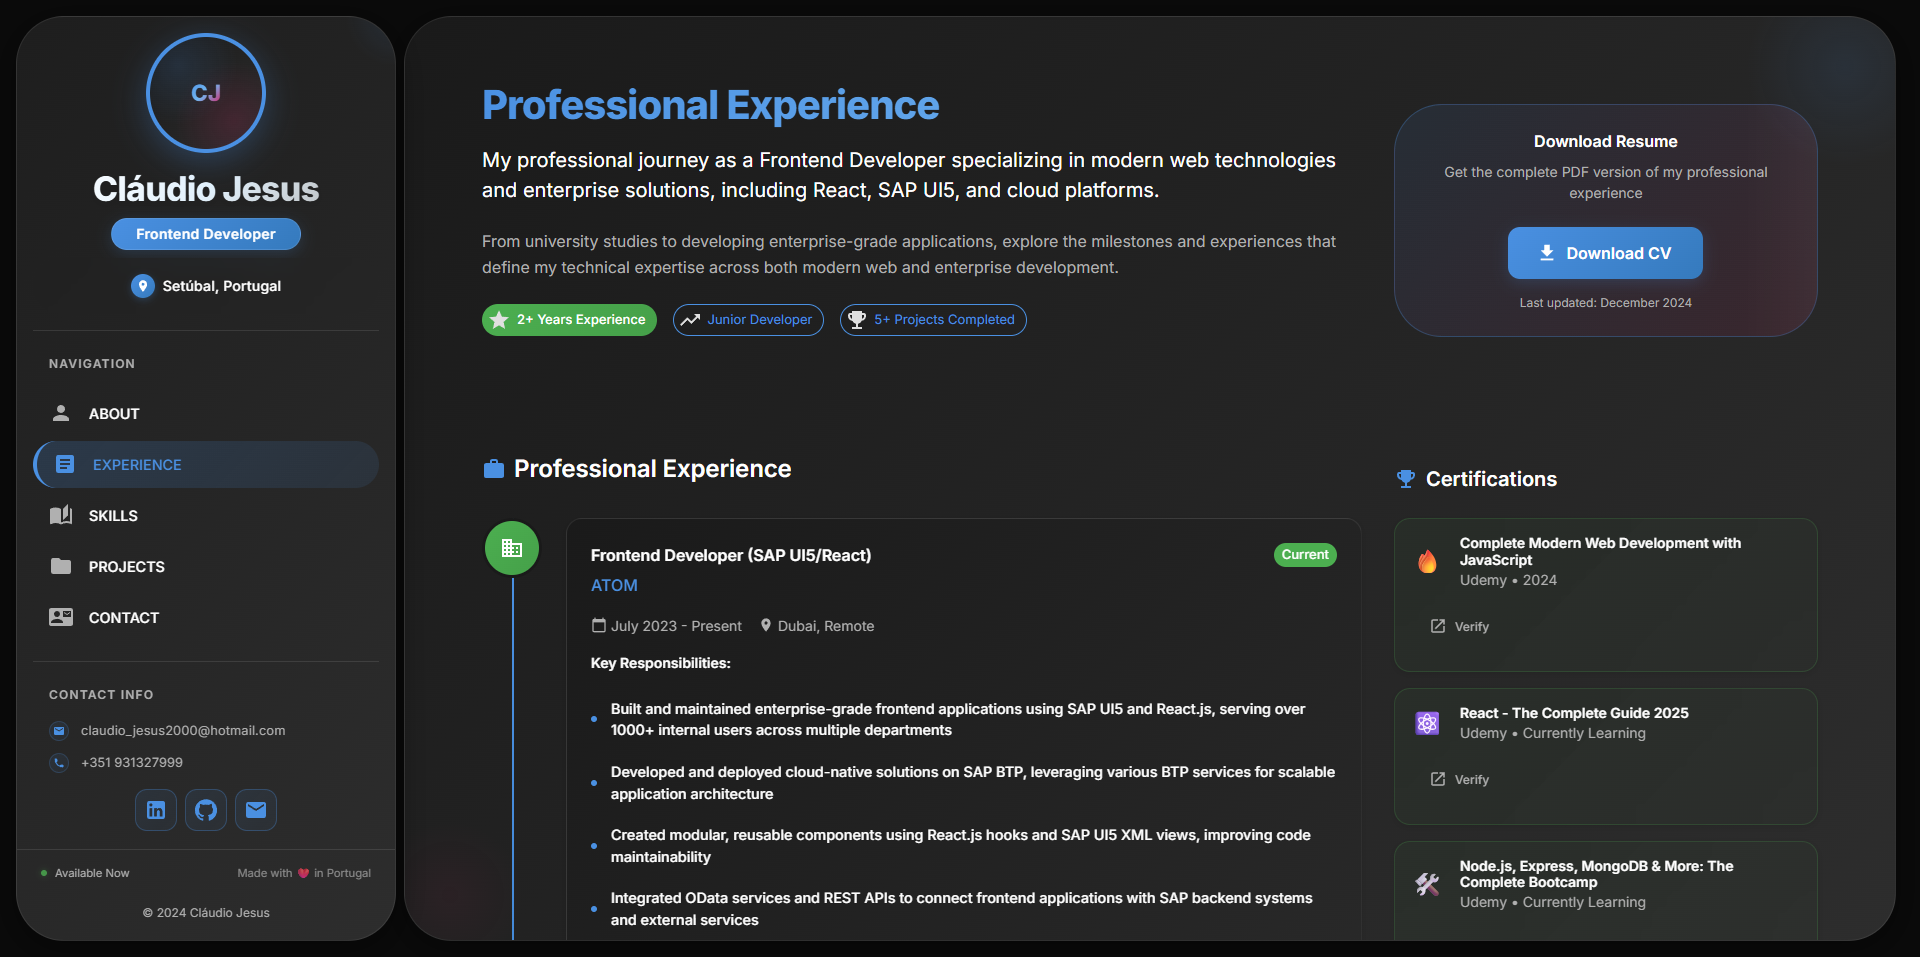 CJ
Cláudio Jesus
Frontend Developer
Setúbal, Portugal
NAVIGATION
ABOUT
EXPERIENCE
SKILLS
PROJECTS
CONTACT
CONTACT INFO
claudio_jesus2000@hotmail.com
+351 931327999
in
Available Now
Made with ❤️ in Portugal
© 2024 Cláudio Jesus
Professional Experience
My professional journey as a Frontend Developer specializing in modern web technologies
and enterprise solutions, including React, SAP UI5, and cloud platforms.
From university studies to developing enterprise-grade applications, explore the milestones and experiences that
define my technical expertise across both modern web and enterprise development.
2+ Years Experience
Junior Developer
5+ Projects Completed
Download Resume
Get the complete PDF version of my professional
experience
Download CV
Last updated: December 2024
Professional Experience
Frontend Developer (SAP UI5/React)
Current
ATOM
July 2023 - Present
Dubai, Remote
Key Responsibilities:
Built and maintained enterprise-grade frontend applications using SAP UI5 and React.js, serving over
1000+ internal users across multiple departments
Developed and deployed cloud-native solutions on SAP BTP, leveraging various BTP services for scalable
application architecture
Created modular, reusable components using React.js hooks and SAP UI5 XML views, improving code
maintainability
Integrated OData services and REST APIs to connect frontend applications with SAP backend systems
and external services
Certifications
Complete Modern Web Development with
JavaScript
Udemy • 2024
Verify
React - The Complete Guide 2025
Udemy • Currently Learning
Verify
Node.js, Express, MongoDB & More: The
Complete Bootcamp
Udemy • Currently Learning